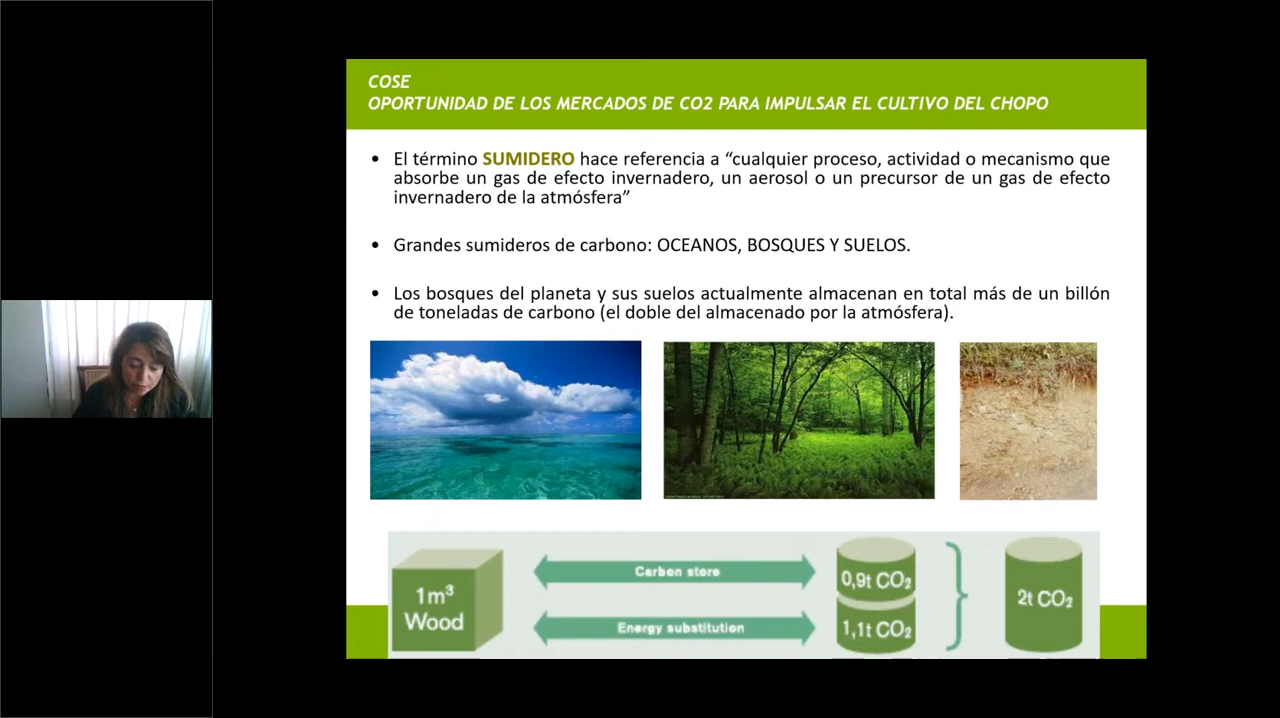 COSE
OPORTUNIDAD DE LOS MERCADOS DE CO2 PARA IMPULSAR EL CULTIVO DEL CHOPO
• El término SUMIDERO hace referencia a “cualquier proceso, actividad o mecanismo que
absorbe un gas de efecto invernadero, un aerosol o un precursor de un gas de efecto
invernadero de la atmósfera”
• Grandes sumideros de carbono: OCEANOS, BOSQUES Y SUELOS.
• Los bosques del planeta y sus suelos actualmente almacenan en total más de un billón
de toneladas de carbono (el doble del almacenado por la atmósfera).
1m³
Wood
Carbon store
Energy substitution
0,9t CO₂
1,1t CO₂
2t CO₂